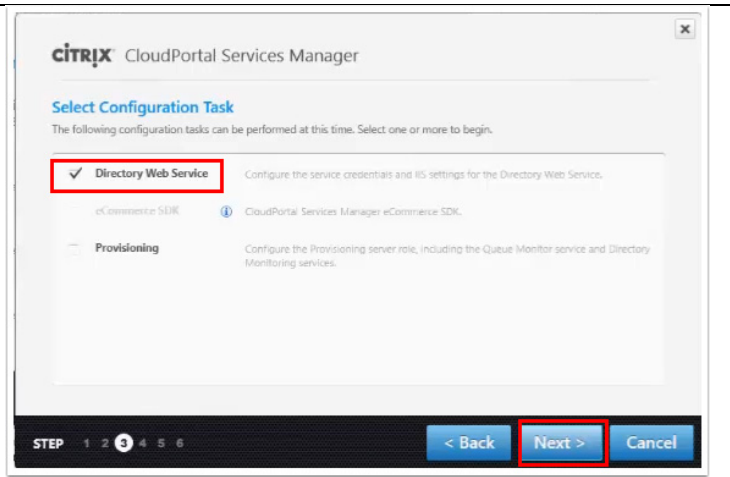 CİTRIX CloudPortal Services Manager
Select Configuration Task
The following configuration tasks can be performed at this time. Select one or more to begin.
Directory Web Service Configure the service credentials and IIS settings for the Directory Web Service.
eCommerce SDK CloudPortal Services Manager eCommerce SDK.
Provisioning Configure the Provisioning server role, including the Queue Monitor service and Directory
Monitoring services.
STEP 1 2 3 4 5 6 < Back Next > Cancel